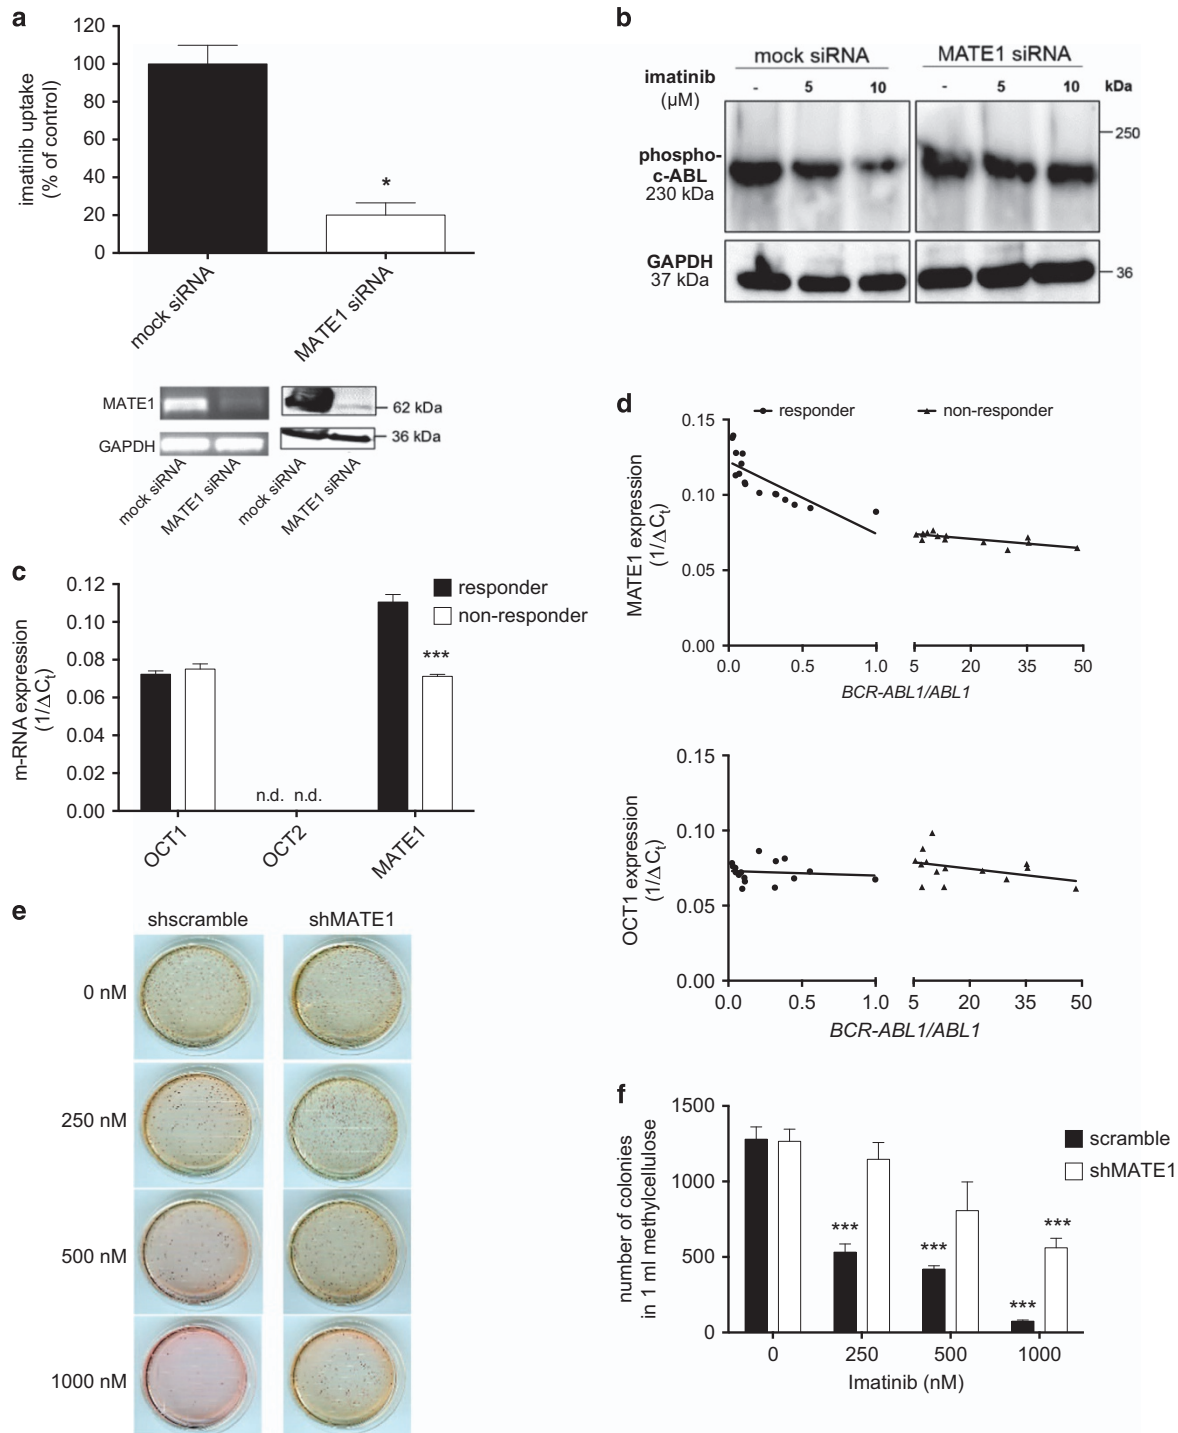 a
120
100
80
60
40
20
0
imatinib uptake
(% of control)
*
mock siRNA
MATE1 siRNA
MATE1
GAPDH
62 kDa
36 kDa
mock siRNA
MATE1 siRNA
mock siRNA
MATE1 siRNA
b
mock siRNA
MATE1 siRNA
imatinib
(µM)
- 5 10
- 5 10
kDa
phospho-
c-ABL
230 kDa
250
GAPDH
37 kDa
36
c
responder
non-responder
0.12
0.10
0.08
0.06
0.04
0.02
0.00
m-RNA expression
(1/ΔCt)
n.d. n.d.
***
OCT1
OCT2
MATE1
d
responder
non-responder
0.15
0.10
0.05
0.00
MATE1 expression
(1/ΔCt)
0.0 0.5 1.0 5 20 35 50
BCR-ABL1/ABL1
0.15
0.10
0.05
0.00
OCT1 expression
(1/ΔCt)
0.0 0.5 1.0 5 20 35 50
BCR-ABL1/ABL1
e
shscramble
shMATE1
0 nM
250 nM
500 nM
1000 nM
f
1500
1000
500
0
number of colonies
in 1 ml methylcellulose
scramble
shMATE1
***
***
***
***
0 250 500 1000
Imatinib (nM)